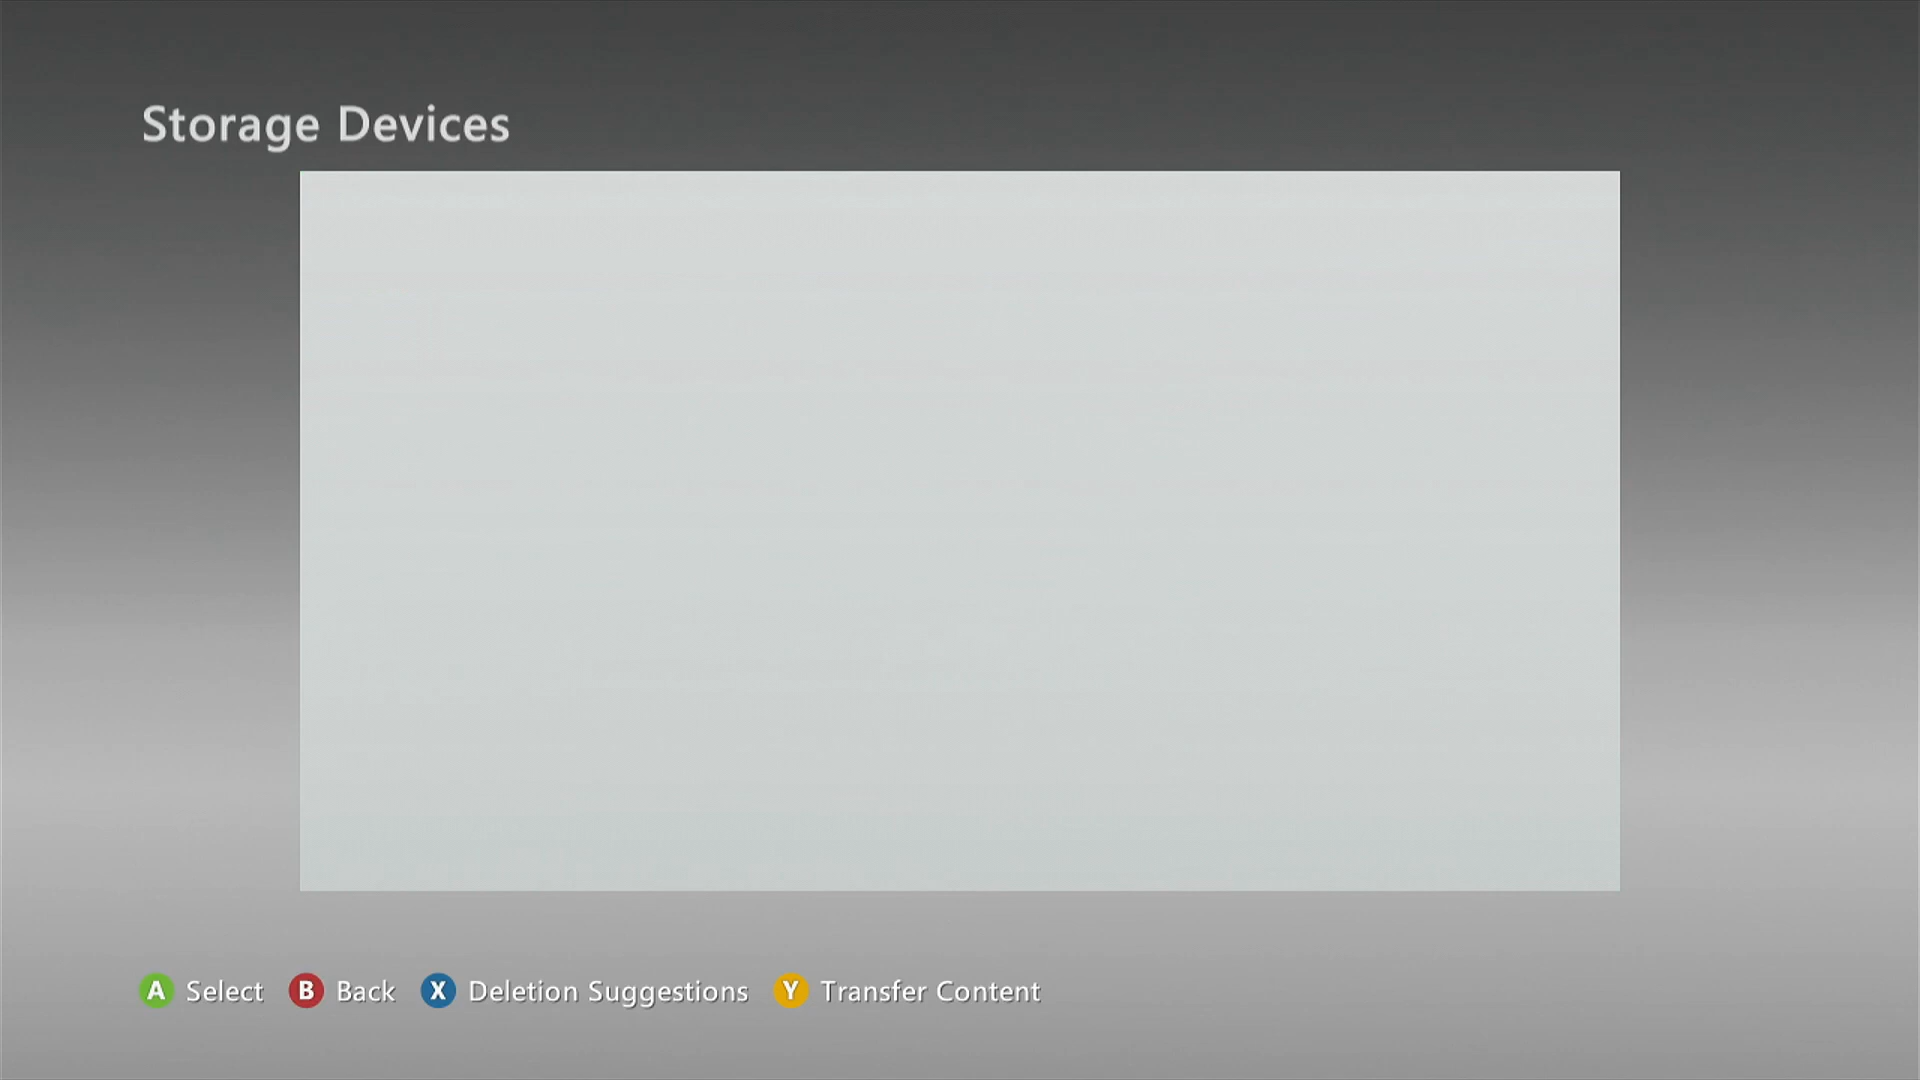 Storage Devices
A Select B Back X Deletion Suggestions Y Transfer Content